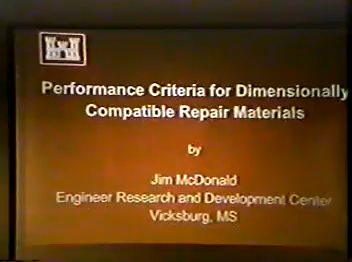 Performance Criteria for Dimensionally
Compatible Repair Materials
by
Jim McDonald
Engineer Research and Development Center
Vicksburg, MS